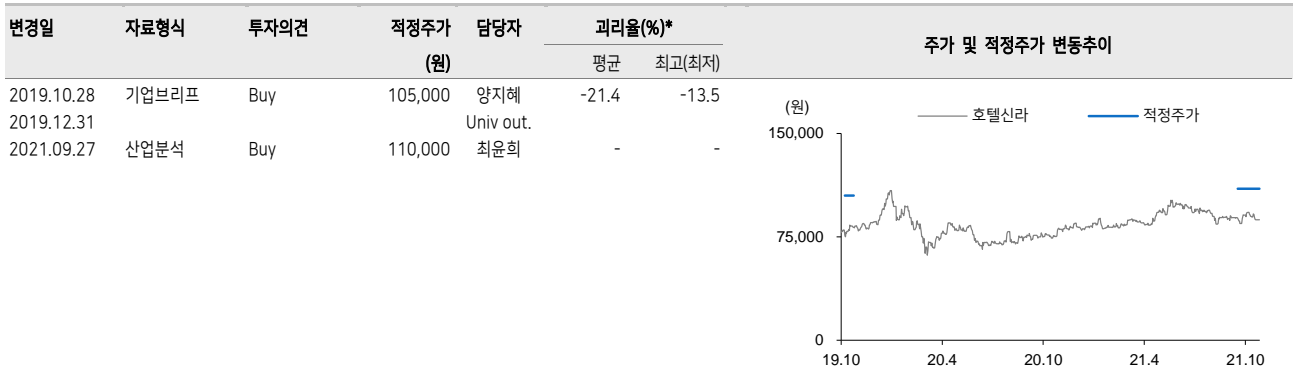 변경일 자료형식 투자의견 적정주가 담당자 괴리율(%)* 주가 및 적정주가 변동추이
(원) 평균 최고(최저)
2019.10.28 기업브리프 Buy 105,000 양지혜 -21.4 -13.5
2019.12.31 Univ out.
2021.09.27 산업분석 Buy 110,000 최윤희 - -
(원) 호텔신라 적정주가
150,000
75,000
0
19.10 20.4 20.10 21.4 21.10